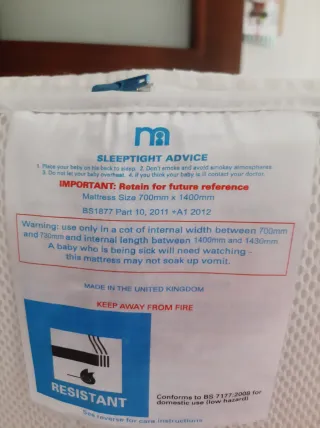 SLEEPTIGHT ADVICE
1. Place your baby on his back to sleep. 2. Don't smoke and avoid smokey atmospheres
3. Do not let your baby overheat. 4. If you think your baby is ill contact your doctor.
IMPORTANT: Retain for future reference
Mattress Size 700mm x 1400mm
BS1877 Part 10, 2011 +A1 2012
Warning: use only in a cot of internal width between 700mm
and 730mm and internal length between 1400mm and 1430mm.
A baby who is being sick will need watching -
this mattress may not soak up vomit.
MADE IN THE UNITED KINGDOM
KEEP AWAY FROM FIRE
RESISTANT
Conforme to BS 7177:2008 for
domestic use (low hazard)
See reverse for care instructions